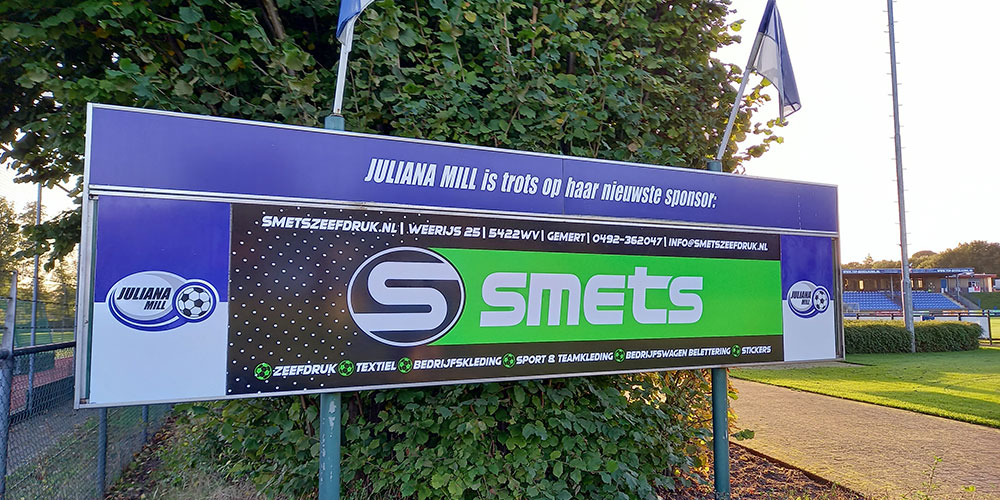 JULIANA MILL is trots op haar nieuwste sponsor:
SMETSZEEFDRUK.NL | WEERIJS 25 | 5422WV | GEMERT | 0492-362047 | INFO@SMETSZEEFDRUK.NL
JULIANA
MILL
S SMETS
JULIANA
MILL
ZEEFDRUK TEXTIEL BEDRIJFSKLEDING SPORT & TEAMKLEDING BEDRIJFSWAGEN BELETTERING STICKERS